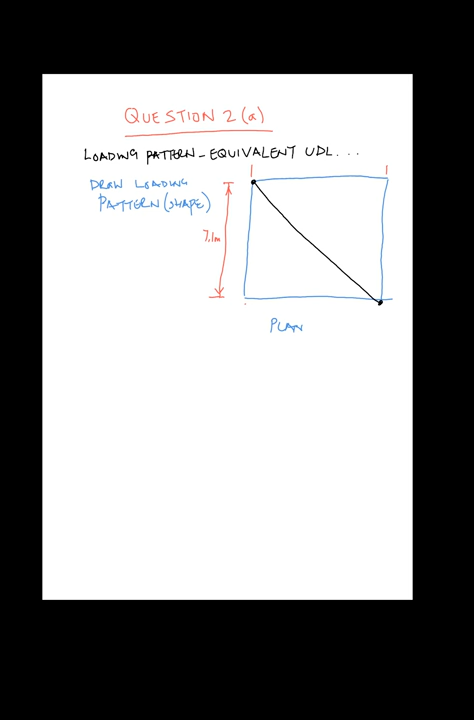 QUESTION 2 (a)
LOADING PATTERN - EQUIVALENT UDL...
DRAW LOADING
PATTERN (SHAPE)
7.1m
PLAN